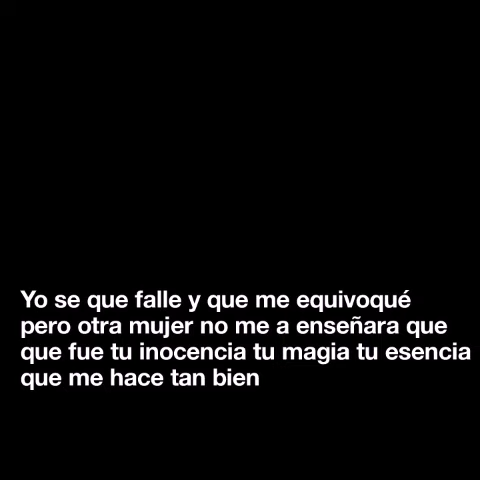 Yo se que falle y que me equivoqué
pero otra mujer no me a enseñara que
que fue tu inocencia tu magia tu esencia
que me hace tan bien